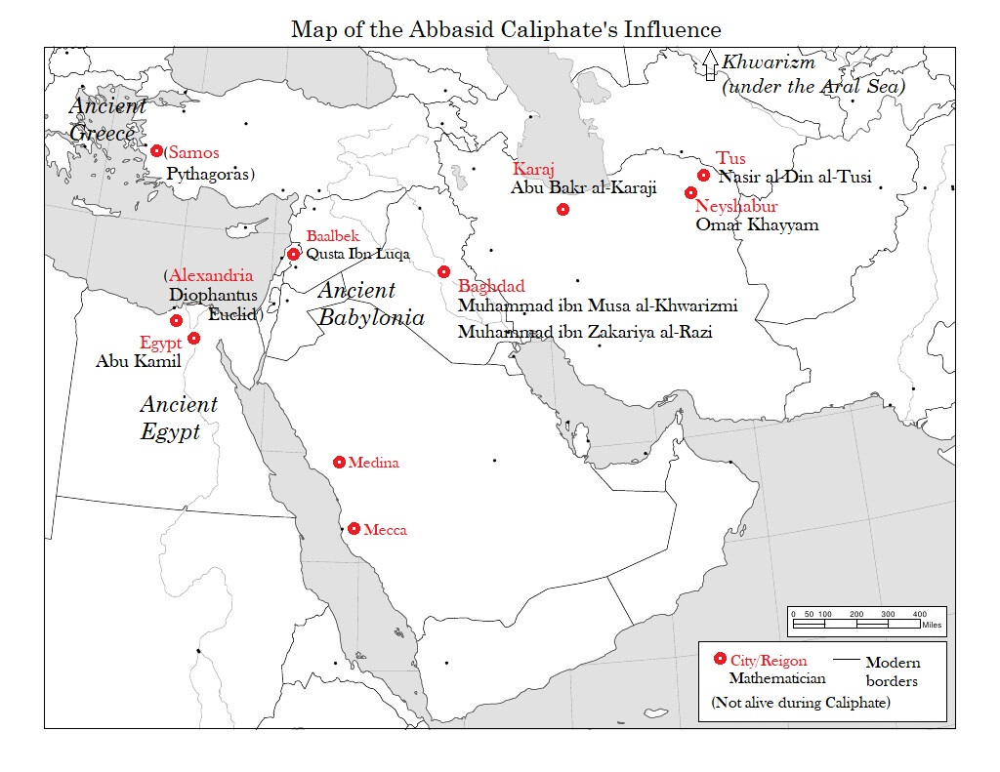 Map of the Abbasid Caliphate's Influence
Khwarizm
(under the Aral Sea)
Ancient
Greece
(Samos
Pythagoras)
Karaj
Abu Bakr al-Karaji
Tus
Nasir al-Din al-Tusi
Neyshabur
Omar Khayyam
Baalbek
Qusta Ibn Luqa
(Alexandria
Diophantus
Euclid)
Ancient
Babylonia
Baghdad
Muhammad ibn Musa al-Khwarizmi
Muhammad ibn Zakariya al-Razi
Egypt
Abu Kamil
Ancient
Egypt
Medina
Mecca
0 50 100 200 300 400
Miles
City/Reigon
Mathematician
(Not alive during Caliphate)
Modern
borders